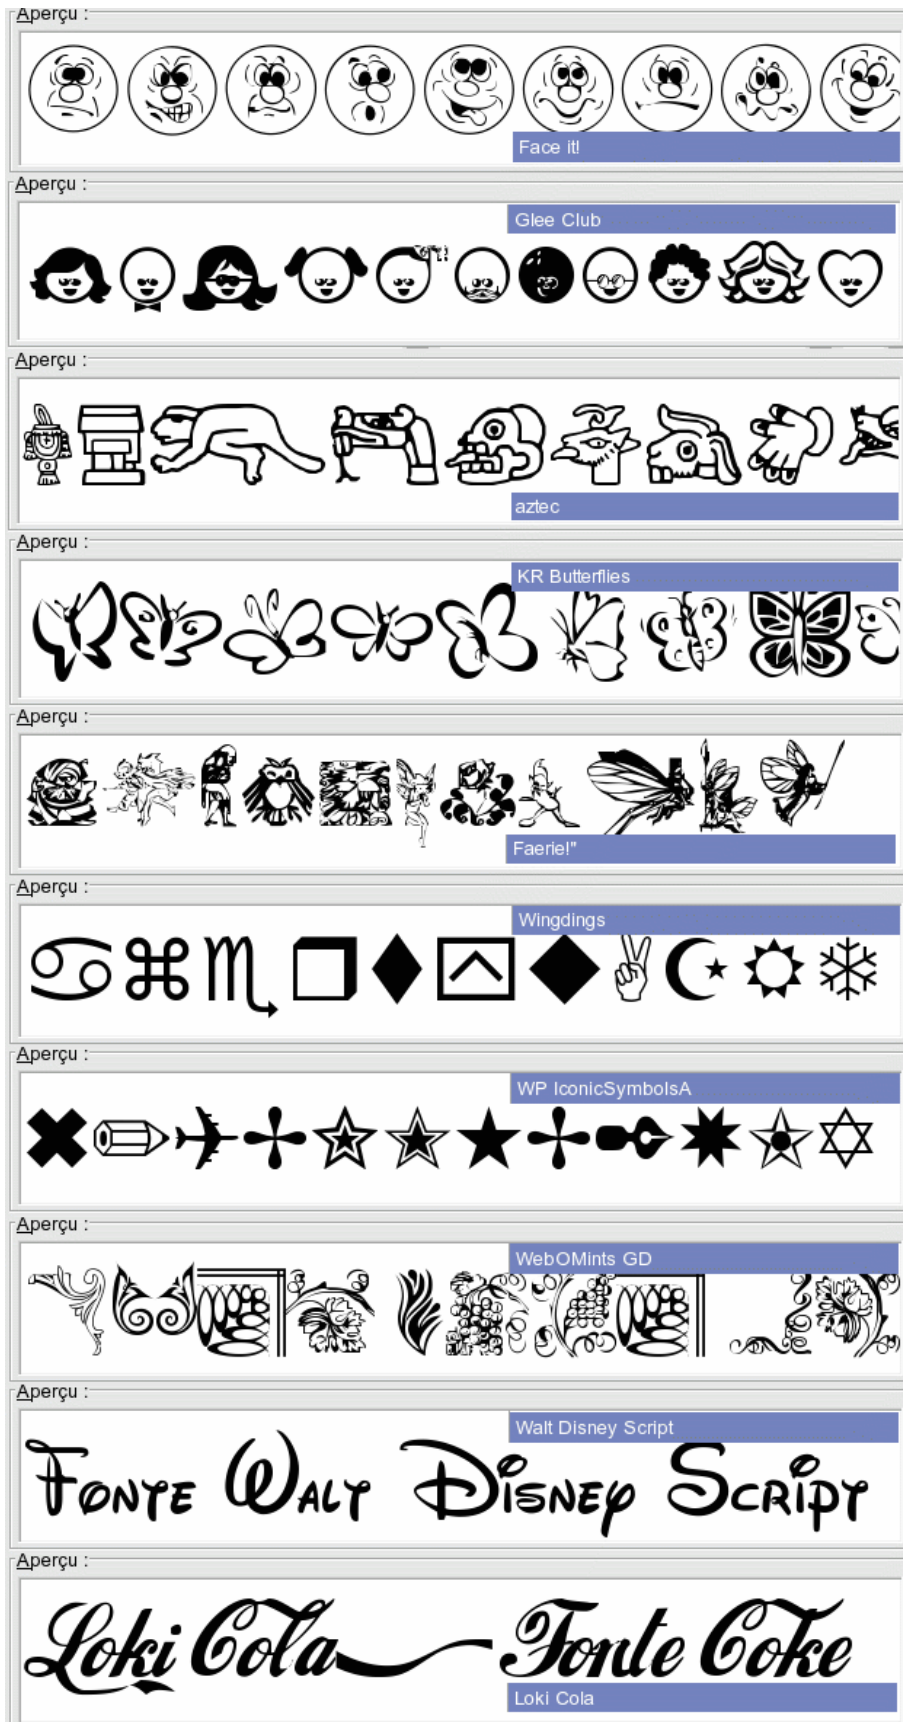 Aperçu :
Face it!
Aperçu :
Glee Club
Aperçu :
aztec
Aperçu :
KR Butterflies
Aperçu :
Faerie!"
Aperçu :
Wingdings
Aperçu :
WP IconicSymbolsA
Aperçu :
WebOMints GD
Aperçu :
Walt Disney Script
Fonte Walt Disney Script
Aperçu :
Loki Cola Fonte Coke
Loki Cola